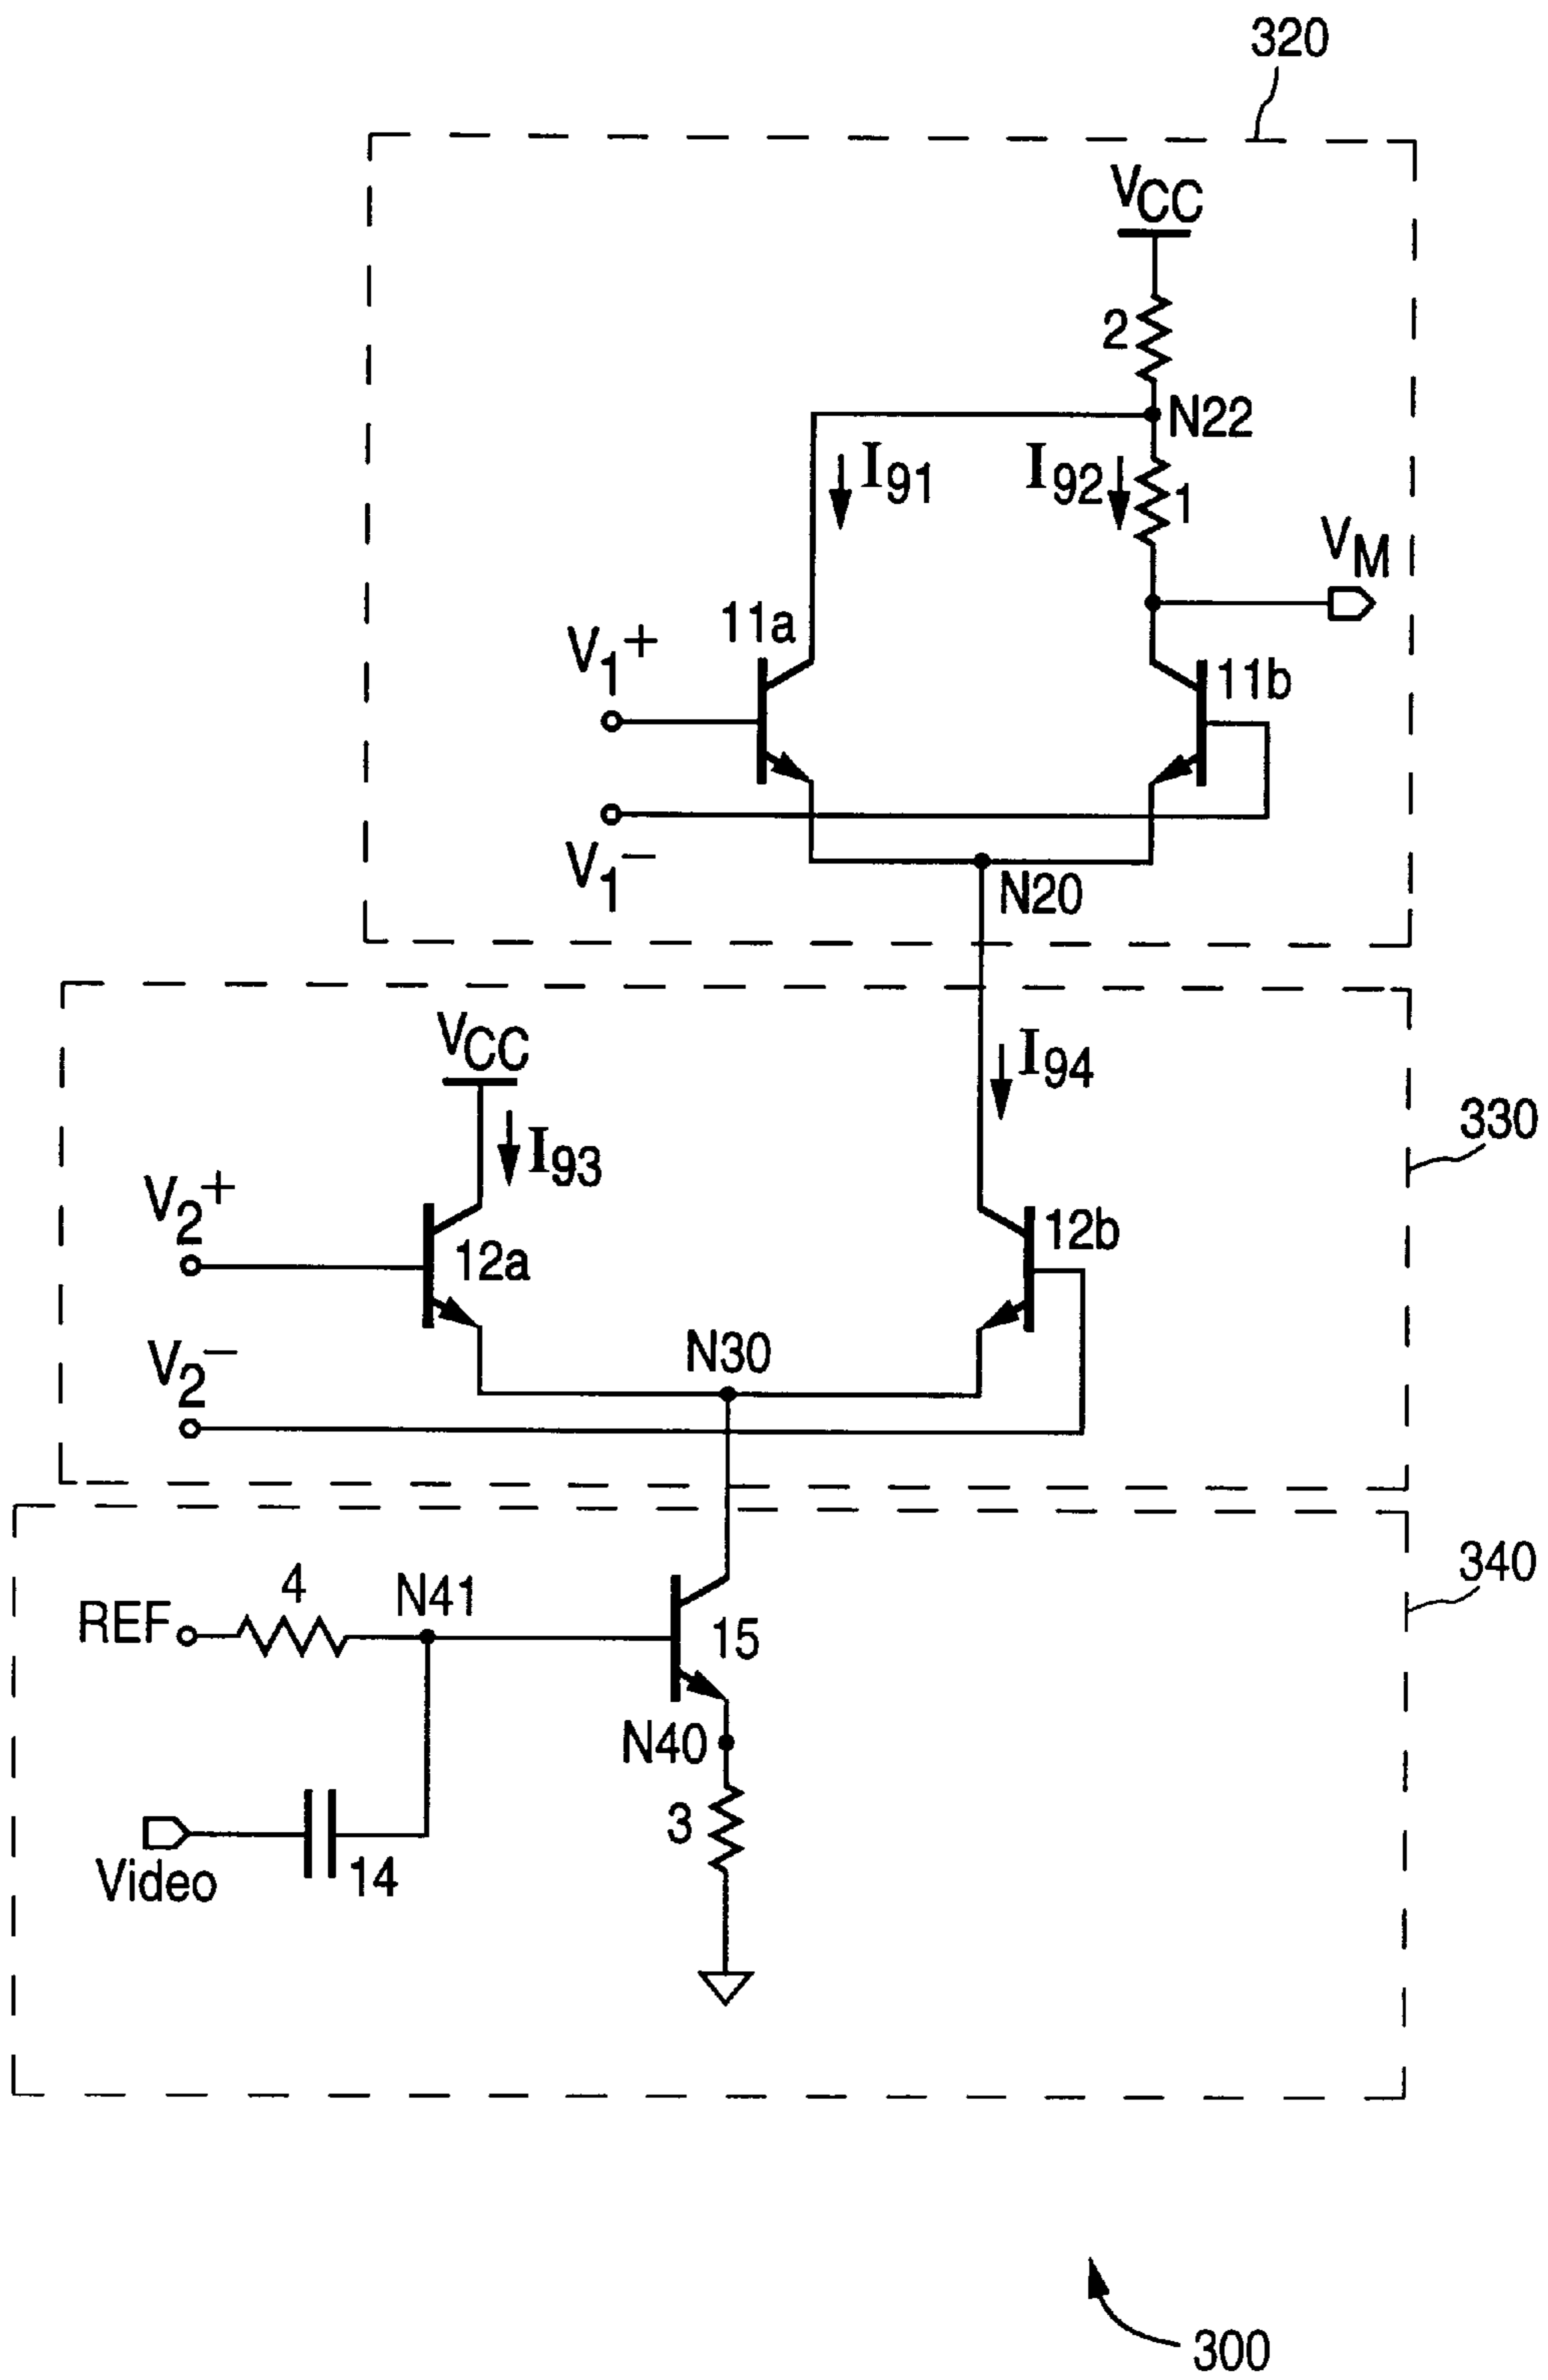 320
VCC
2
N22
I91
I92
1
VM
11a
V1+
11b
V1−
N20
VCC
I94
330
I93
V2+
12b
12a
V2−
N30
340
4
N41
REF
15
N40
3
Video
14
300